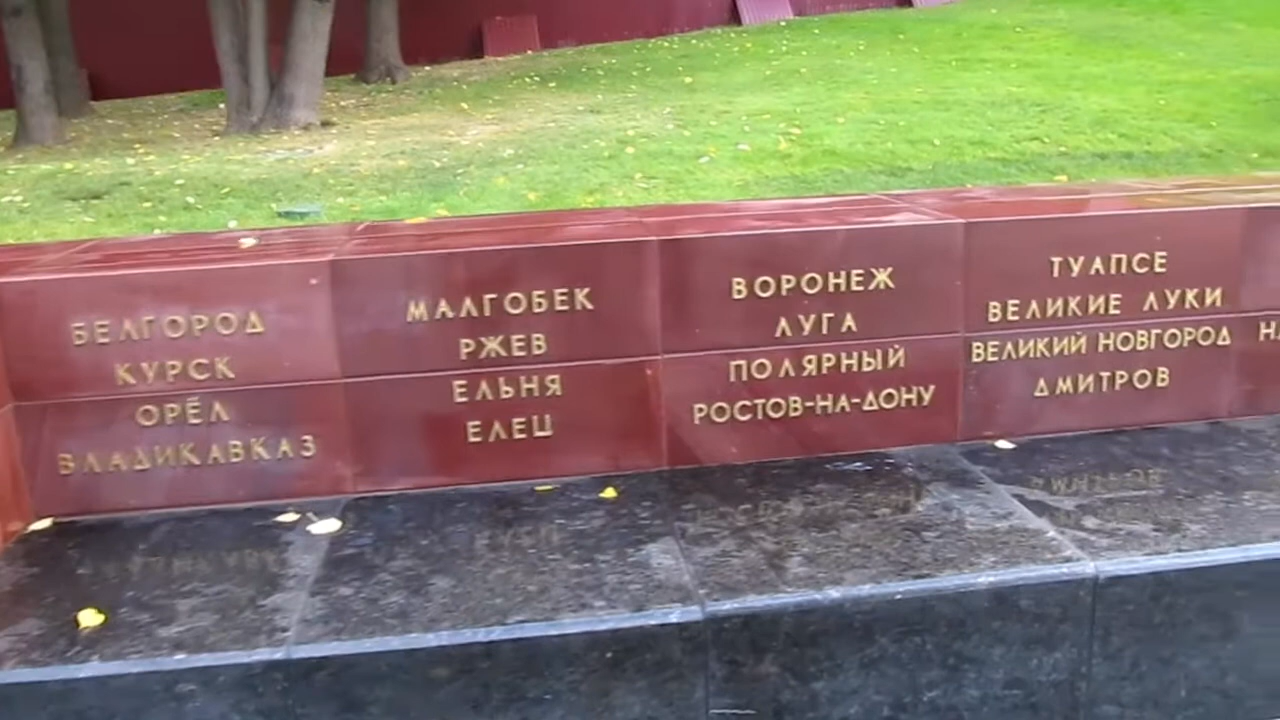 БЕЛГОРОД
КУРСК
ОРЁЛ
ВЛАДИКАВКАЗ
МАЛГОБЕК
РЖЕВ
ЕЛЬНЯ
ЕЛЕЦ
ВОРОНЕЖ
ЛУГА
ПОЛЯРНЫЙ
РОСТОВ-НА-ДОНУ
ТУАПСЕ
ВЕЛИКИЕ ЛУКИ
ВЕЛИКИЙ НОВГОРОД
ДМИТРОВ